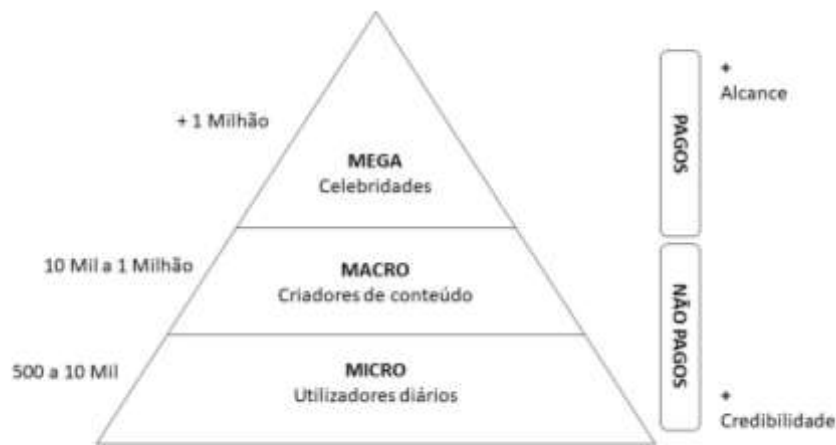 + 1 Milhão
MEGA
Celebridades
10 Mil a 1 Milhão
MACRO
Criadores de conteúdo
500 a 10 Mil
MICRO
Utilizadores diários
PAGOS
NÃO PAGOS
+
Alcance
+
Credibilidade